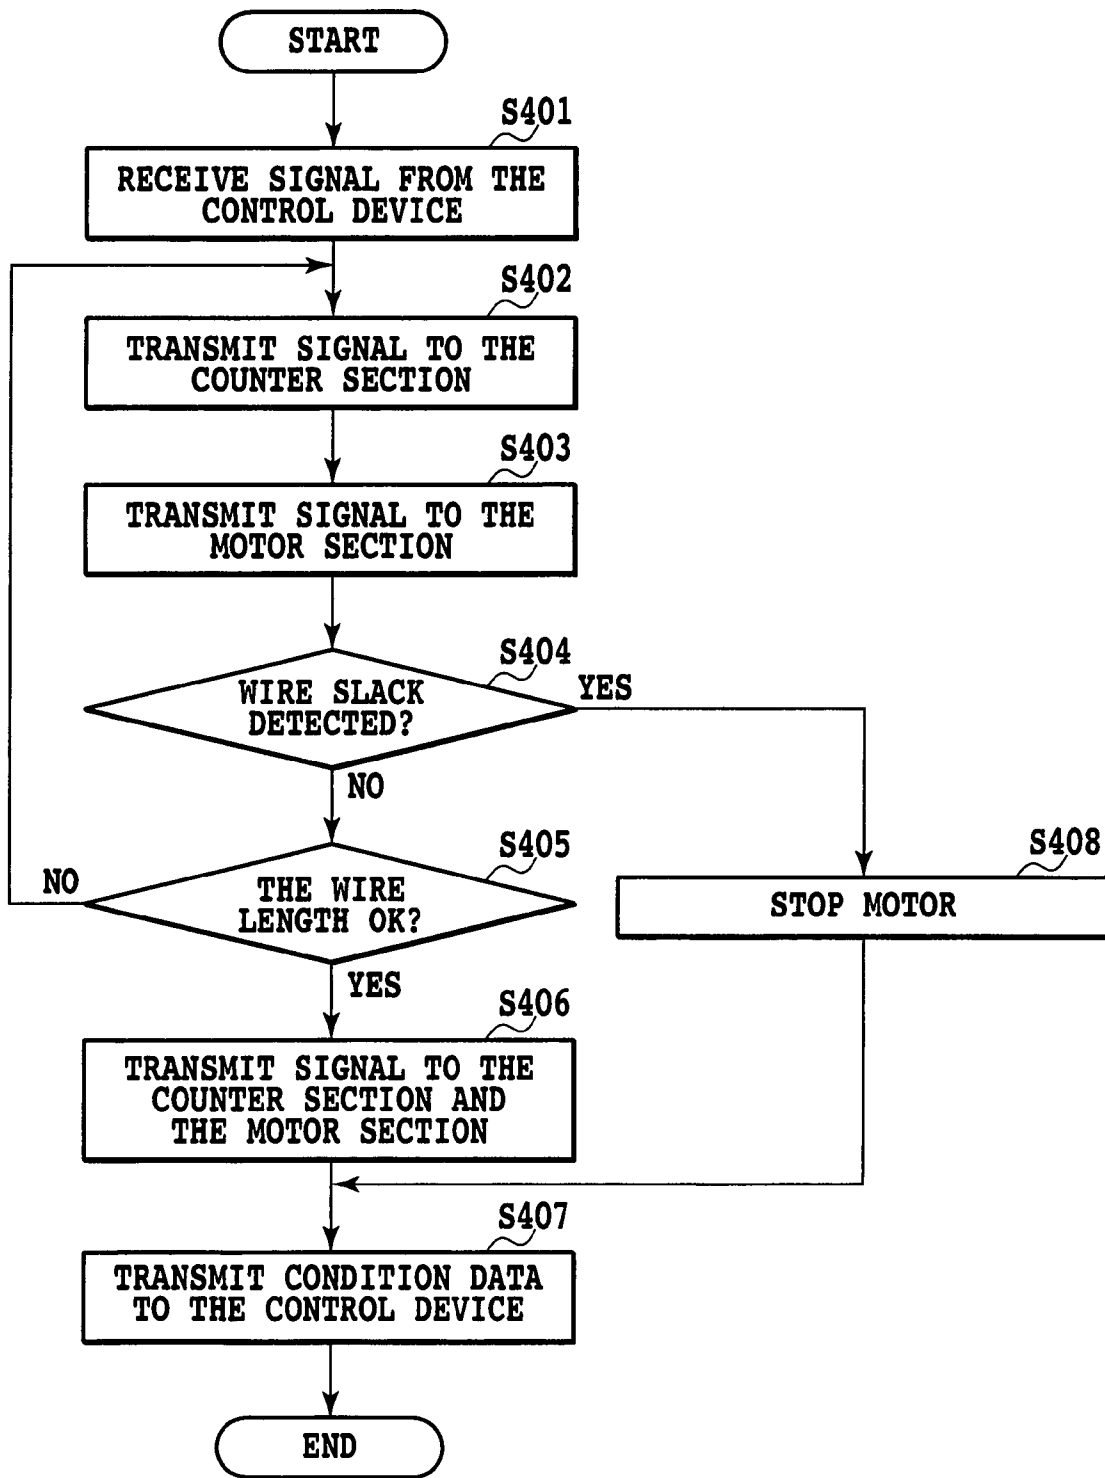 START
S401
RECEIVE SIGNAL FROM THE
CONTROL DEVICE
S402
TRANSMIT SIGNAL TO THE
COUNTER SECTION
S403
TRANSMIT SIGNAL TO THE
MOTOR SECTION
S404
WIRE SLACK
DETECTED?
YES
NO
S405
THE WIRE
LENGTH OK?
NO
YES
S408
STOP MOTOR
S406
TRANSMIT SIGNAL TO THE
COUNTER SECTION AND
THE MOTOR SECTION
S407
TRANSMIT CONDITION DATA
TO THE CONTROL DEVICE
END